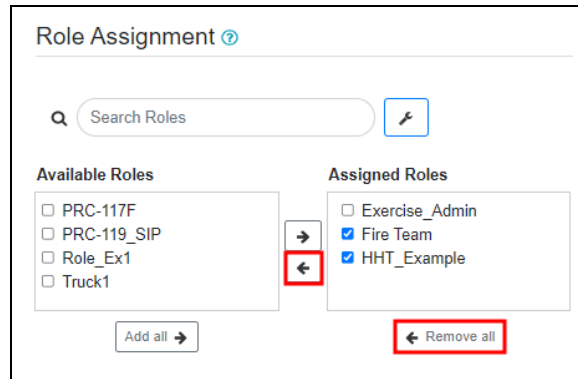 Role Assignment ?
Search Roles
Available Roles
Assigned Roles
PRC-117F
PRC-119_SIP
Role_Ex1
Truck1
Exercise_Admin
Fire Team
HHT_Example
Add all
Remove all